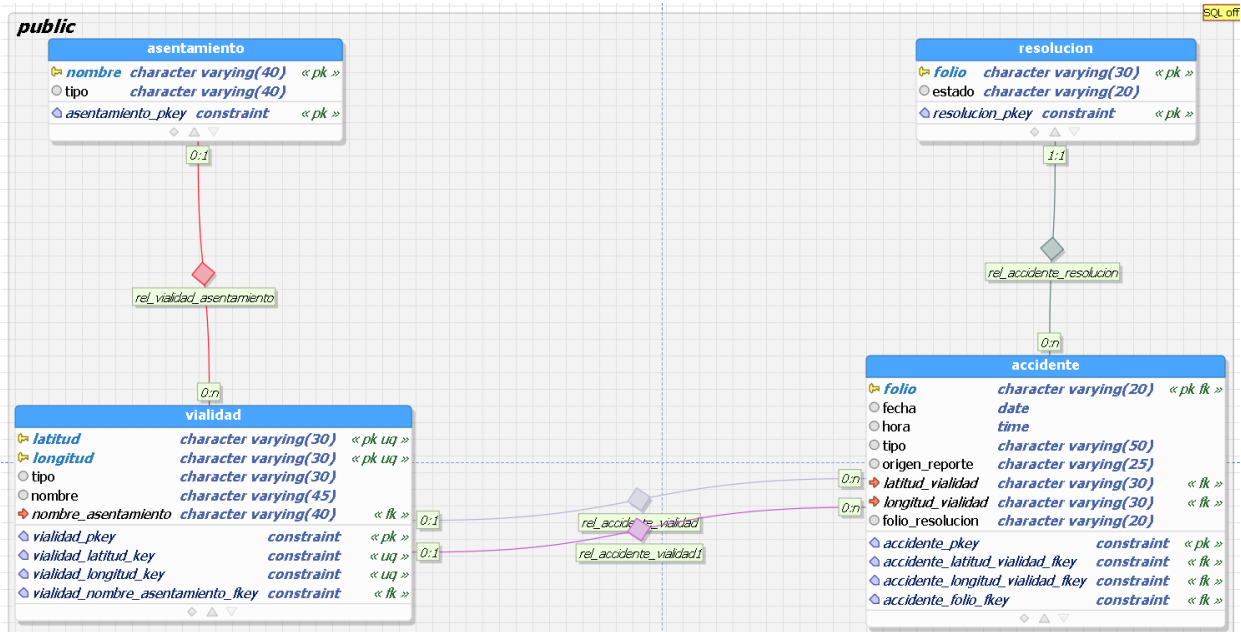 public
SQL off
asentamiento
nombre character varying(40) « pk »
tipo character varying(40)
asentamiento_pkey constraint « pk »
resolucion
folio character varying(30) « pk »
estado character varying(20)
resolucion_pkey constraint « pk »
0:1
1:1
rel_vialidad_asentamiento
rel_accidente_resolucion
0:n
0:n
vialidad
latitud character varying(30) « pk uq »
longitud character varying(30) « pk uq »
tipo character varying(30)
nombre character varying(45)
nombre_asentamiento character varying(40) « fk »
vialidad_pkey constraint « pk »
vialidad_latitud_key constraint « uq »
vialidad_longitud_key constraint « uq »
vialidad_nombre_asentamiento_fkey constraint « fk »
0:1
0:1
rel_accidente_vialidad
rel_accidente_vialidad1
0:n
0:n
accidente
folio character varying(20) « pk fk »
fecha date
hora time
tipo character varying(50)
origen_reporte character varying(25)
latitud_vialidad character varying(30) « fk »
longitud_vialidad character varying(30) « fk »
folio_resolucion character varying(20)
accidente_pkey constraint « pk »
accidente_latitud_vialidad_fkey constraint « fk »
accidente_longitud_vialidad_fkey constraint « fk »
accidente_folio_fkey constraint « fk »